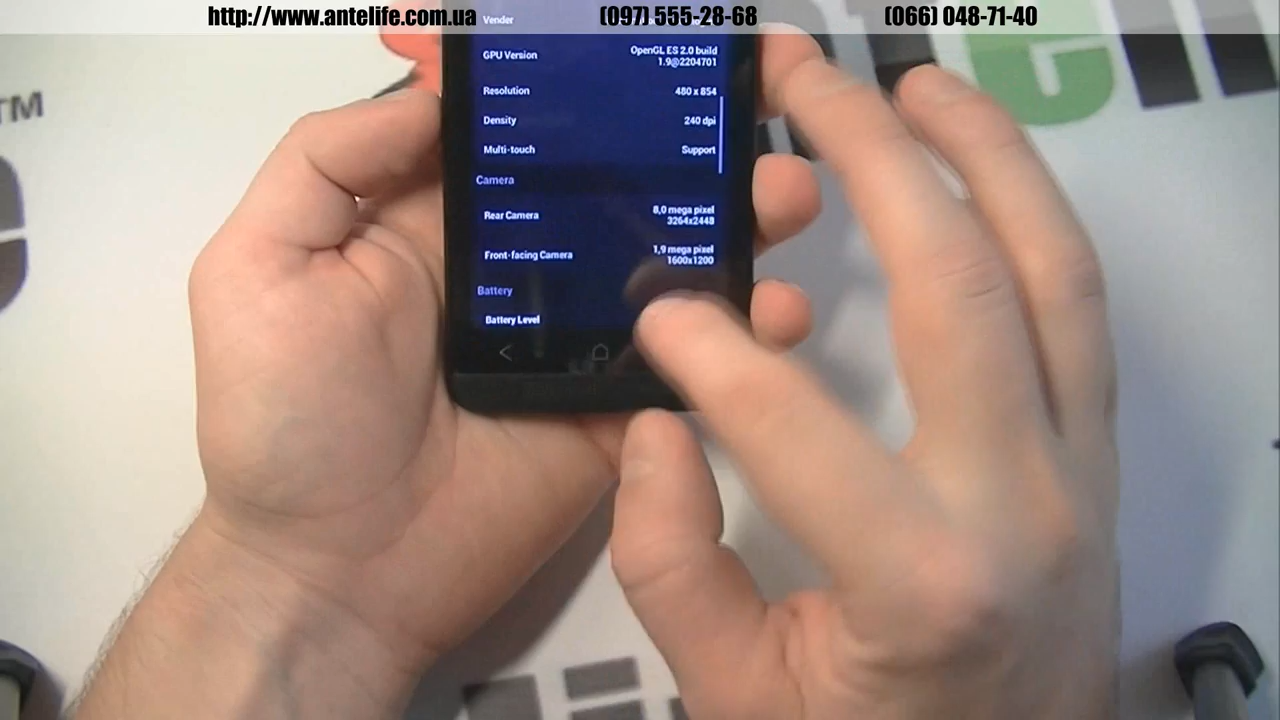 http://www.antelife.com.ua (097) 555-28-68 (066) 048-71-40
Vender
GPU Version OpenGL ES 2.0 build
1.9@2204701
Resolution 480 x 854
Density 240 dpi
Multi-touch Support
Camera
Rear Camera 8,0 mega pixel
3264x2448
Front-facing Camera 1,9 mega pixel
1600x1200
Battery
Battery Level
TM